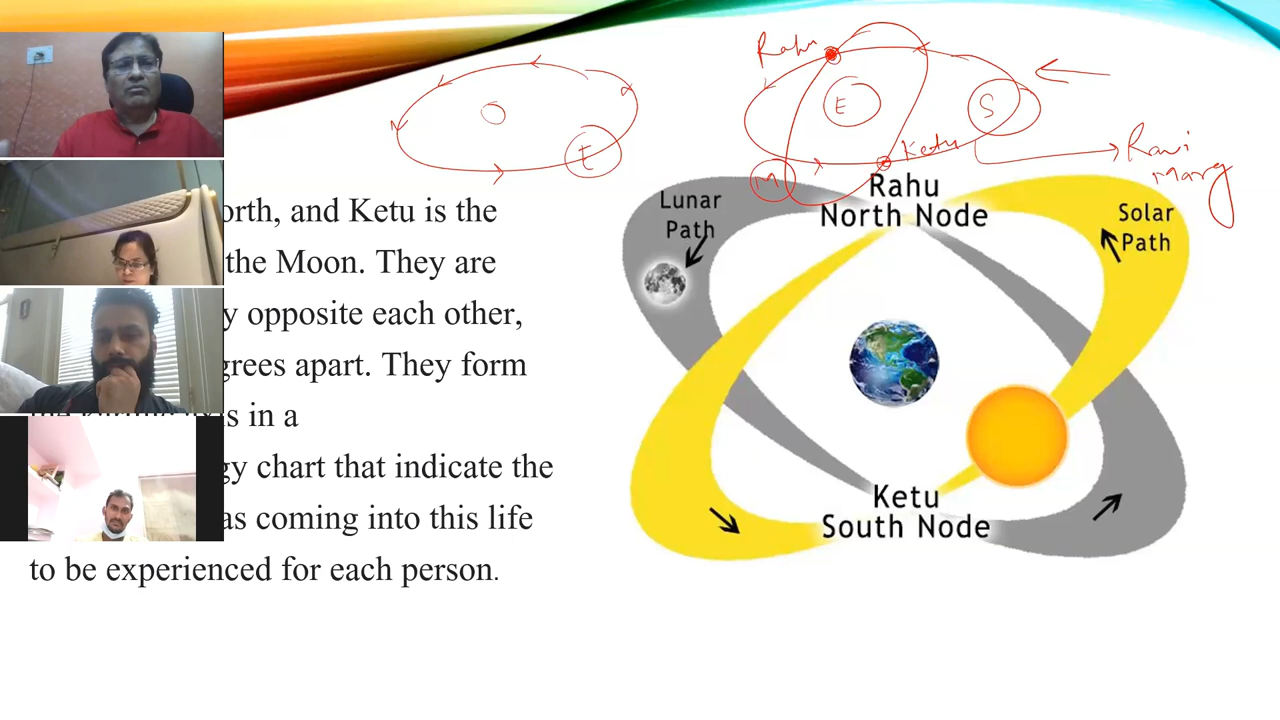 orth, and Ketu is the
the Moon. They are
y opposite each other,
grees apart. They form
s in a
gy chart that indicate the
as coming into this life
to be experienced for each person.
Rahu
E
S
Ketu
M
Ravi
Marg
E
Lunar
Path
Rahu
North Node
Solar
Path
Ketu
South Node